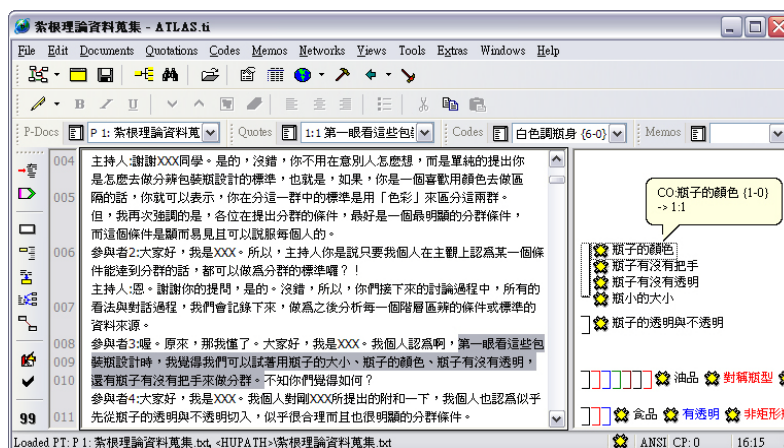 紮根理論資料蒐集 - ATLAS.ti
File Edit Documents Quotations Codes Memos Networks Views Tools Extras Windows Help
B I U
P-Docs P 1: 紮根理論資料蒐 Quotes 1:1 第一眼看這些包 Codes 白色調瓶身 {6-0} Memos
004 主持人:謝謝XXX同學。是的，沒錯，你不用在意別人怎麼想，而是單純的提出你
是怎麼去做分辨包裝瓶設計的標準，也就是，如果，你是一個喜歡用顏色去做區
005 隔的話，你就可以表示，你在分這一群中的標準是用「色彩」來區分這兩群。
但，我再次強調的是，各位在提出分群的條件，最好是一個最明顯的分群條件，
而這個條件是顯而易見且可以說服每個人的。
006 參與者2:大家好，我是XXX。所以，主持人你是說只要我個人在主觀上認為某一個條
件能達到分群的話，都可以做為分群的標準囉？！
主持人:恩。謝謝你的提問。是的，沒錯，所以，你們接下來的討論過程中，所有的
007 看法與對話過程，我們會記錄下來，做為之後分析每一個階層區辨的條件或標準的
資料來源。
008 參與者3:喔。原來，那我懂了。大家好，我是XXX。我個人認為啊，第一眼看這些包
009 裝瓶設計時，我覺得我們可以試著用瓶子的大小、瓶子的顏色、瓶子有沒有透明，
010 還有瓶子有沒有把手來做分群。不知你們覺得如何？
參與者4:大家好，我是XXX。我個人對剛XXX所提出的附和一下，我個人也認為似乎
011 先從瓶子的透明與不透明切入，似乎很合理而且也很明顯的分群條件。
CO:瓶子的顏色 {1-0}
-> 1:1
瓶子的顏色
瓶子有沒有把手
瓶子有沒有透明
瓶小的大小
瓶子的透明與不透明
油品 對稱瓶型
食品 有透明 非矩形
99
Loaded PT: P 1: 紮根理論資料蒐集.txt, <HUPATH>\紮根理論資料蒐集.txt ANSI CP: 0 16:15